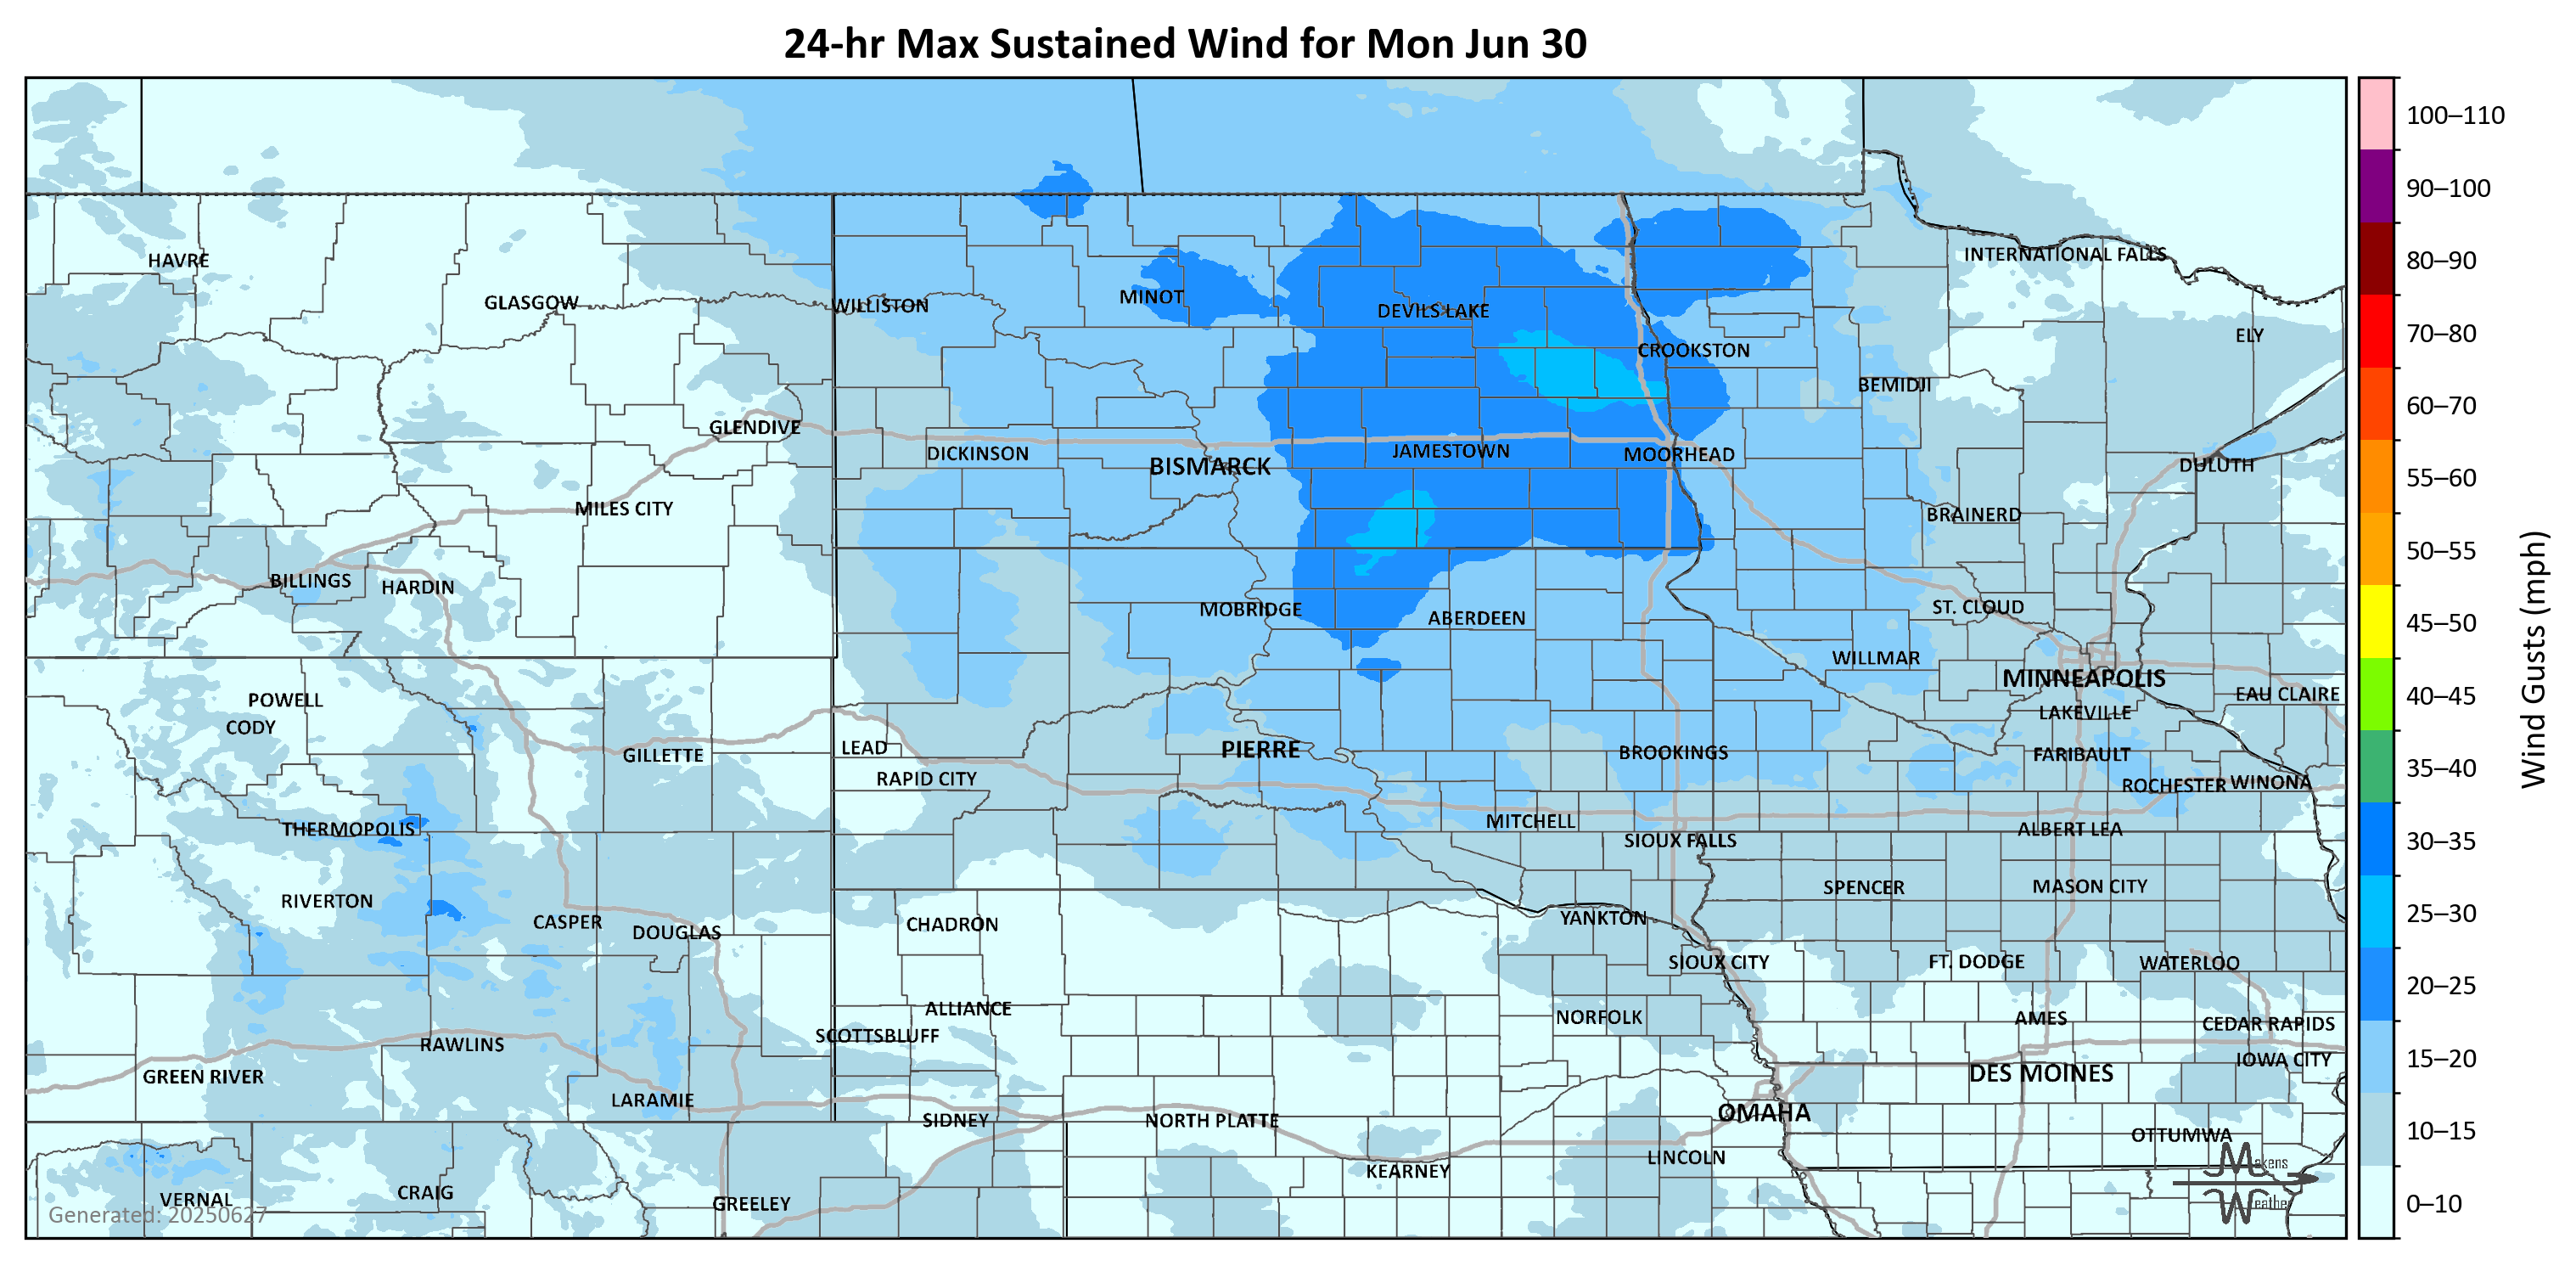 24-hr Max Sustained Wind for Mon Jun 30
100–110
90–100
80–90
70–80
60–70
55–60
50–55
45–50
40–45
35–40
30–35
25–30
20–25
15–20
10–15
0–10
Wind Gusts (mph)
HAVRE
GLASGOW
WILLISTON
MINOT
DEVILS LAKE
INTERNATIONAL FALLS
ELY
CROOKSTON
BEMIDJI
GLENDIVE
DICKINSON
BISMARCK
JAMESTOWN
MOORHEAD
DULUTH
MILES CITY
BRAINERD
BILLINGS
HARDIN
MOBRIDGE
ABERDEEN
ST. CLOUD
WILLMAR
MINNEAPOLIS
EAU CLAIRE
POWELL
CODY
LAKEVILLE
GILLETTE
LEAD
PIERRE
BROOKINGS
FARIBAULT
RAPID CITY
ROCHESTER
WINONA
THERMOPOLIS
MITCHELL
SIOUX FALLS
ALBERT LEA
RIVERTON
SPENCER
MASON CITY
CASPER
DOUGLAS
CHADRON
YANKTON
SIOUX CITY
FT. DODGE
WATERLOO
ALLIANCE
NORFOLK
AMES
CEDAR RAPIDS
SCOTTSBLUFF
RAWLINS
IOWA CITY
GREEN RIVER
DES MOINES
LARAMIE
SIDNEY
NORTH PLATTE
OMAHA
OTTUMWA
KEARNEY
LINCOLN
VERNAL
CRAIG
GREELEY
Generated: 20250627
Makens
Weather